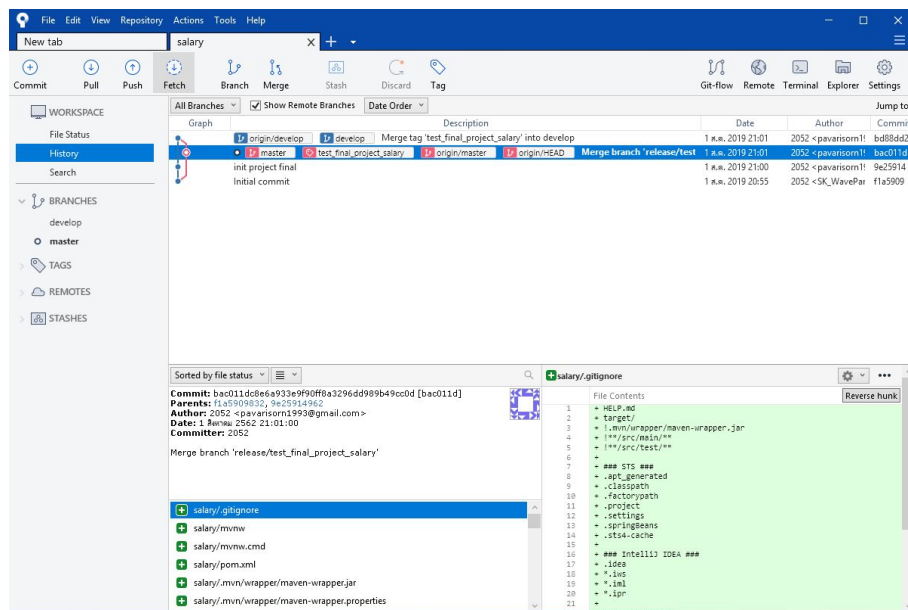 File Edit View Repository Actions Tools Help
New tab
salary
Commit Pull Push Fetch Branch Merge Stash Discard Tag Git-flow Remote Terminal Explorer Settings
WORKSPACE
File Status
History
Search
BRANCHES
develop
master
TAGS
REMOTES
STASHES
All Branches Show Remote Branches Date Order Jump to
Graph Description Date Author Commi
origin/develop develop Merge tag 'test_final_project_salary' into develop 1 ส.ค. 2019 21:01 2052 <pavarisorn1! bd88dd2
master test_final_project_salary origin/master origin/HEAD Merge branch 'release/test 1 ส.ค. 2019 21:01 2052 <pavarisorn1! bac011d
init project final 1 ส.ค. 2019 21:00 2052 <pavarisorn1! 9e25914
Initial commit 1 ส.ค. 2019 20:55 2052 <SK_WavePar f1a5909
Sorted by file status
Commit: bac011dc8e6a933e9f90ff8a3296dd989b49cc0d [bac011d]
Parents: f1a5909832, 9e25914962
Author: 2052 <pavarisorn1993@gmail.com>
Date: 1 สิงหาคม 2562 21:01:00
Committer: 2052
Merge branch 'release/test_final_project_salary'
salary/.gitignore
salary/mvnw
salary/mvnw.cmd
salary/pom.xml
salary/.mvn/wrapper/maven-wrapper.jar
salary/.mvn/wrapper/maven-wrapper.properties
salary/.gitignore
File Contents Reverse hunk
1 + HELP.md
2 + target/
3 + !.mvn/wrapper/maven-wrapper.jar
4 + !**/src/main/**
5 + !**/src/test/**
6 +
7 + ### STS ###
8 + .apt_generated
9 + .classpath
10 + .factorypath
11 + .project
12 + .settings
13 + .springBeans
14 + .sts4-cache
15 +
16 + ### IntelliJ IDEA ###
17 + .idea
18 + *.iws
19 + *.iml
20 + *.ipr
21 +